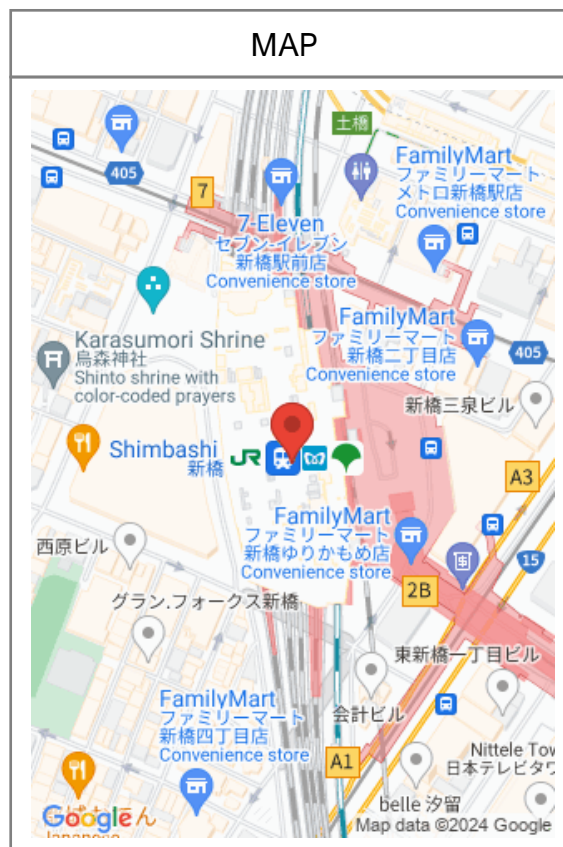 MAP
土橋
405
7
FamilyMart
ファミリーマート
メトロ新橋駅店
Convenience store
7-Eleven
セブン-イレブン
新橋駅前店
Convenience store
FamilyMart
ファミリーマート
新橋二丁目店
Convenience store
405
Karasumori Shrine
烏森神社
Shinto shrine with
color-coded prayers
新橋三泉ビル
Shimbashi
新橋
JR
A3
FamilyMart
ファミリーマート
新橋ゆりかもめ店
Convenience store
西原ビル
15
2B
グラン.フォークス新橋
東新橋一丁目ビル
FamilyMart
ファミリーマート
新橋四丁目店
Convenience store
会計ビル
A1
Nittele Tow
日本テレビタワ
belle 汐留
Google
Map data ©2024 Google